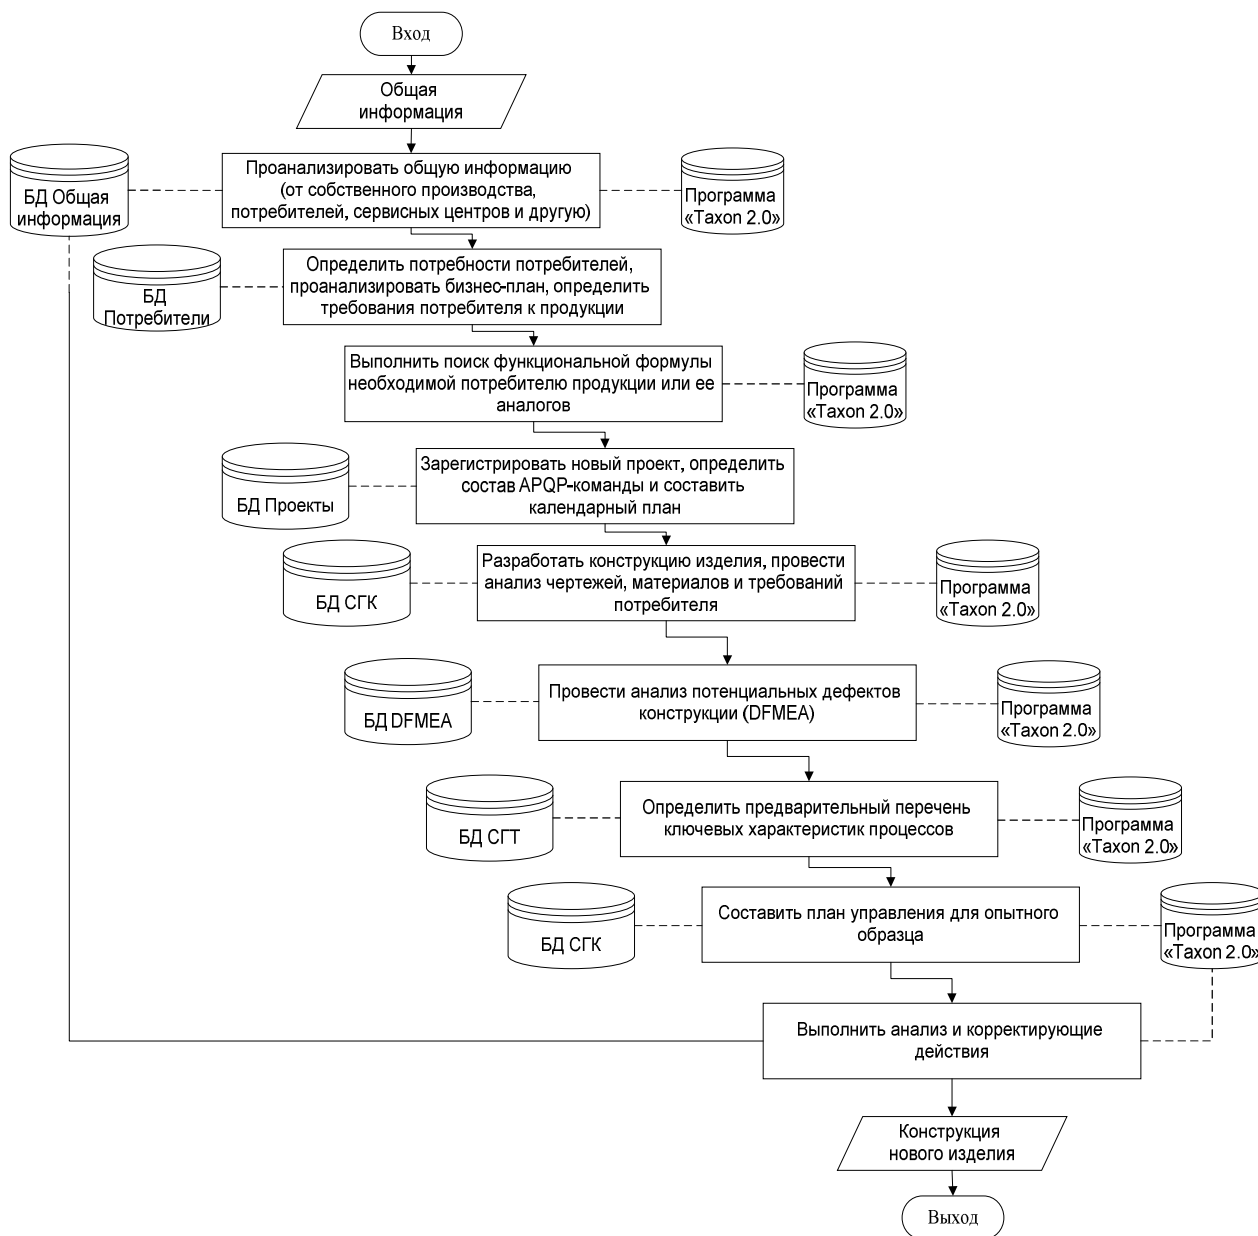 Вход
Общая
информация
БД Общая
информация
Проанализировать общую информацию
(от собственного производства,
потребителей, сервисных центров и другую)
Программа
«Taxon 2.0»
БД
Потребители
Определить потребности потребителей,
проанализировать бизнес-план, определить
требования потребителя к продукции
Выполнить поиск функциональной формулы
необходимой потребителю продукции или ее
аналогов
Программа
«Taxon 2.0»
БД Проекты
Зарегистрировать новый проект, определить
состав APQP-команды и составить
календарный план
БД СГК
Разработать конструкцию изделия, провести
анализ чертежей, материалов и требований
потребителя
Программа
«Taxon 2.0»
БД DFMEA
Провести анализ потенциальных дефектов
конструкции (DFMEA)
Программа
«Taxon 2.0»
БД СГТ
Определить предварительный перечень
ключевых характеристик процессов
Программа
«Taxon 2.0»
БД СГК
Составить план управления для опытного
образца
Программа
«Taxon 2.0»
Выполнить анализ и корректирующие
действия
Конструкция
нового изделия
Выход